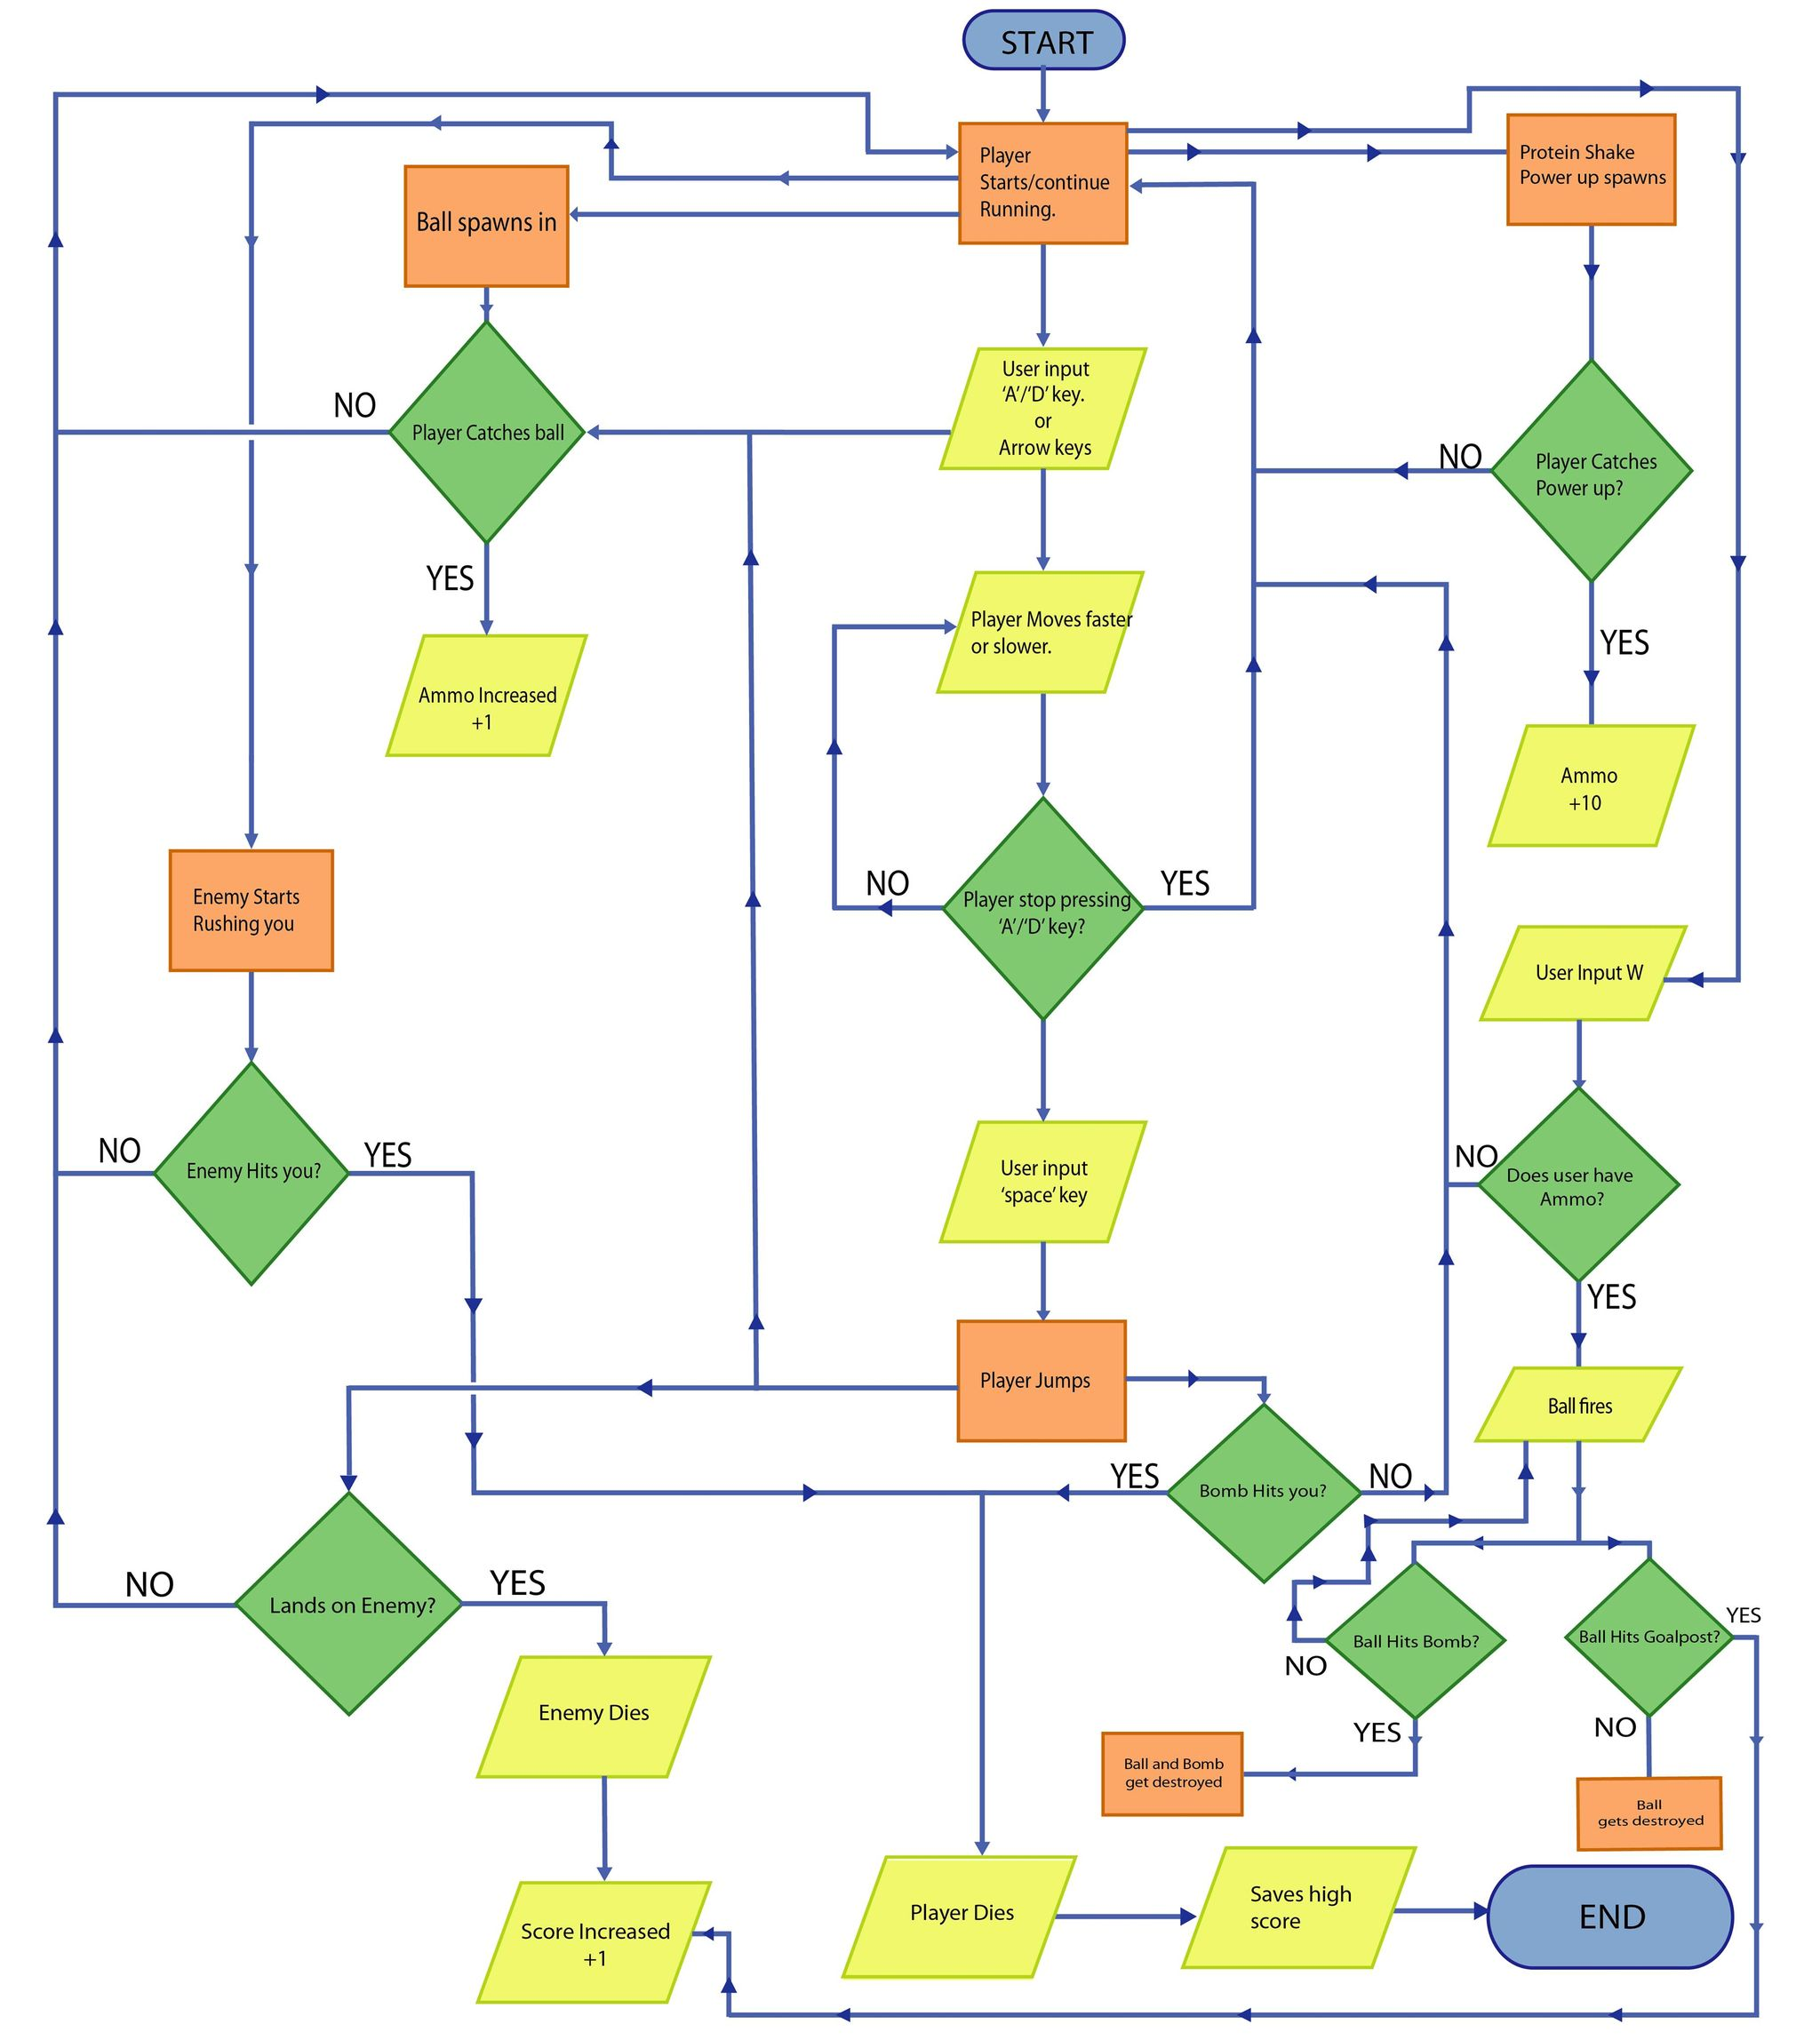 START
Player
Starts/continue
Running.
Protein Shake
Power up spawns
Ball spawns in
User input
‘A’/‘D’ key.
or
Arrow keys
NO
Player Catches ball
NO
Player Catches
Power up?
YES
Player Moves faster
or slower.
YES
Ammo Increased
+1
Ammo
+10
Enemy Starts
Rushing you
NO
Player stop pressing
‘A’/‘D’ key?
YES
User Input W
NO
Enemy Hits you?
YES
User input
‘space’ key
NO
Does user have
Ammo?
YES
Player Jumps
Ball fires
YES
Bomb Hits you?
NO
NO
Lands on Enemy?
YES
Ball Hits Bomb?
NO
Ball Hits Goalpost?
YES
Enemy Dies
YES
NO
Ball and Bomb
get destroyed
Ball
gets destroyed
Score Increased
+1
Player Dies
Saves high
score
END